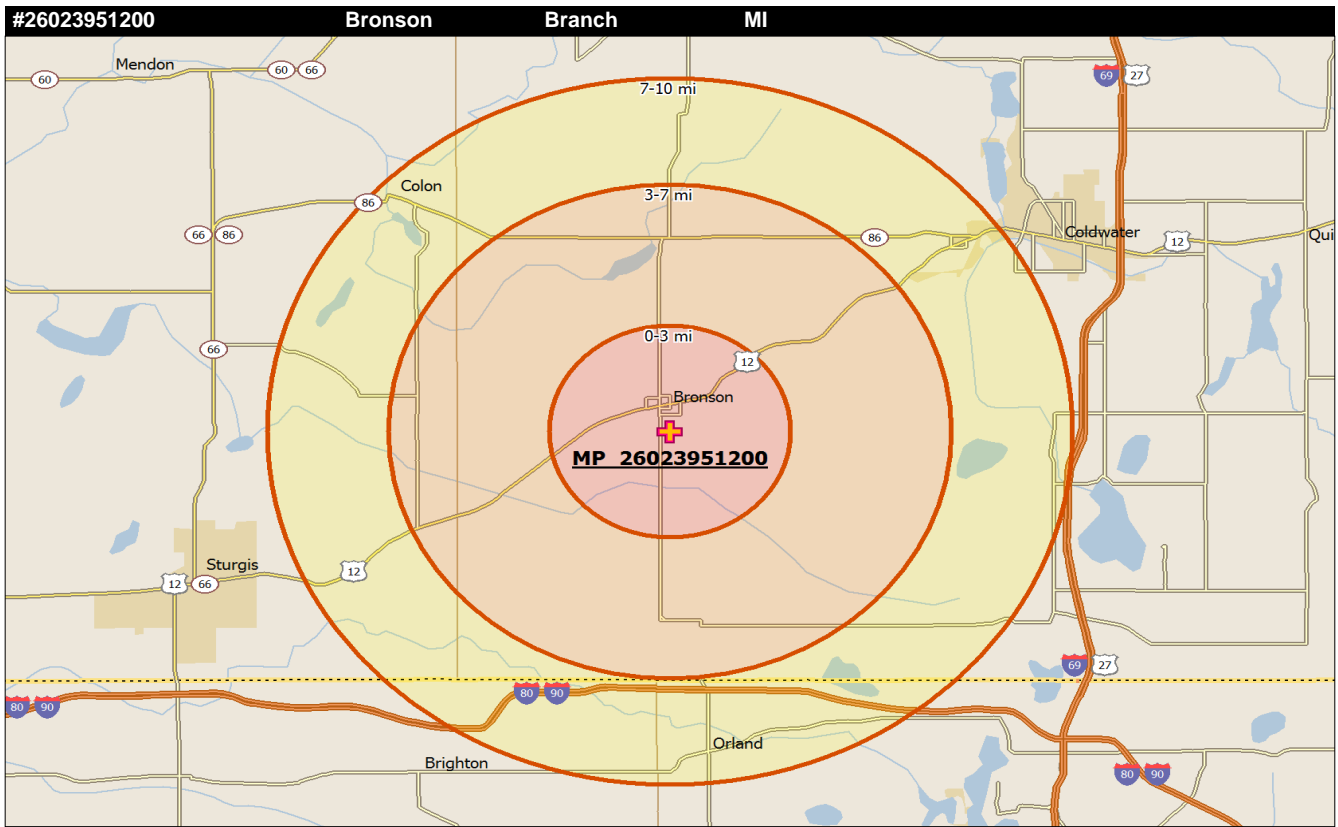 #26023951200 Bronson Branch MI
Mendon
60
60 66
69 27
7-10 mi
3-7 mi
Colon
86
66 86
86
Coldwater
12
Qui
0-3 mi
66
12
Bronson
MP 26023951200
Sturgis
12
12 66
69 27
80 90
80 90
Orland
Brighton
80 90